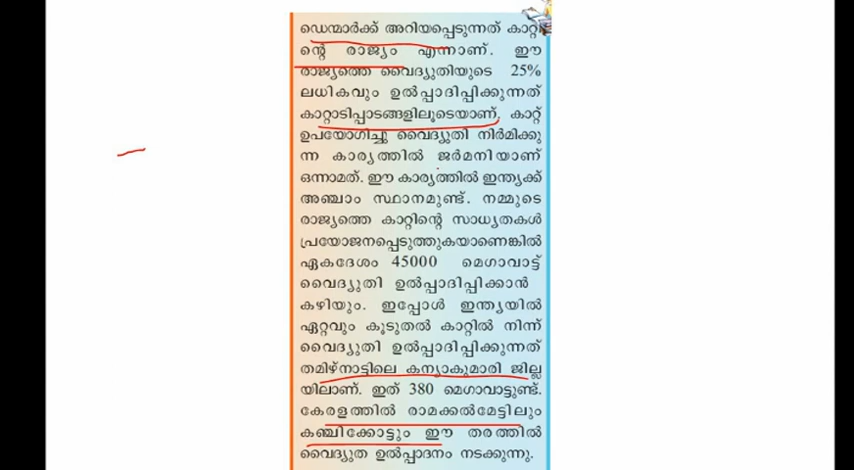 ഡെന്മാർക്ക് അറിയപ്പെടുന്നത് കാറ്റി
ന്റെ രാജ്യം എന്നാണ്. ഈ
രാജ്യത്തെ വൈദ്യുതിയുടെ 25%
ലധികവും ഉൽപ്പാദിപ്പിക്കുന്നത്
കാറ്റാടിപ്പാടങ്ങളിലൂടെയാണ്. കാറ്റ്
ഉപയോഗിച്ചു വൈദ്യുതി നിർമിക്കു
ന്ന കാര്യത്തിൽ ജർമനിയാണ്
ഒന്നാമത്. ഈ കാര്യത്തിൽ ഇന്ത്യക്ക്
അഞ്ചാം സ്ഥാനമുണ്ട്. നമ്മുടെ
രാജ്യത്തെ കാറ്റിന്റെ സാധ്യതകൾ
പ്രയോജനപ്പെടുത്തുകയാണെങ്കിൽ
ഏകദേശം 45000 മെഗാവാട്ട്
വൈദ്യുതി ഉൽപ്പാദിപ്പിക്കാൻ
കഴിയും. ഇപ്പോൾ ഇന്ത്യയിൽ
ഏറ്റവും കൂടുതൽ കാറ്റിൽ നിന്ന്
വൈദ്യുതി ഉൽപ്പാദിപ്പിക്കുന്നത്
തമിഴ്നാട്ടിലെ കന്യാകുമാരി ജില്ല
യിലാണ്. ഇത് 380 മെഗാവാട്ടുണ്ട്.
കേരളത്തിൽ രാമക്കൽമേട്ടിലും
കഞ്ചിക്കോട്ടും ഈ തരത്തിൽ
വൈദ്യുത ഉൽപ്പാദനം നടക്കുന്നു.